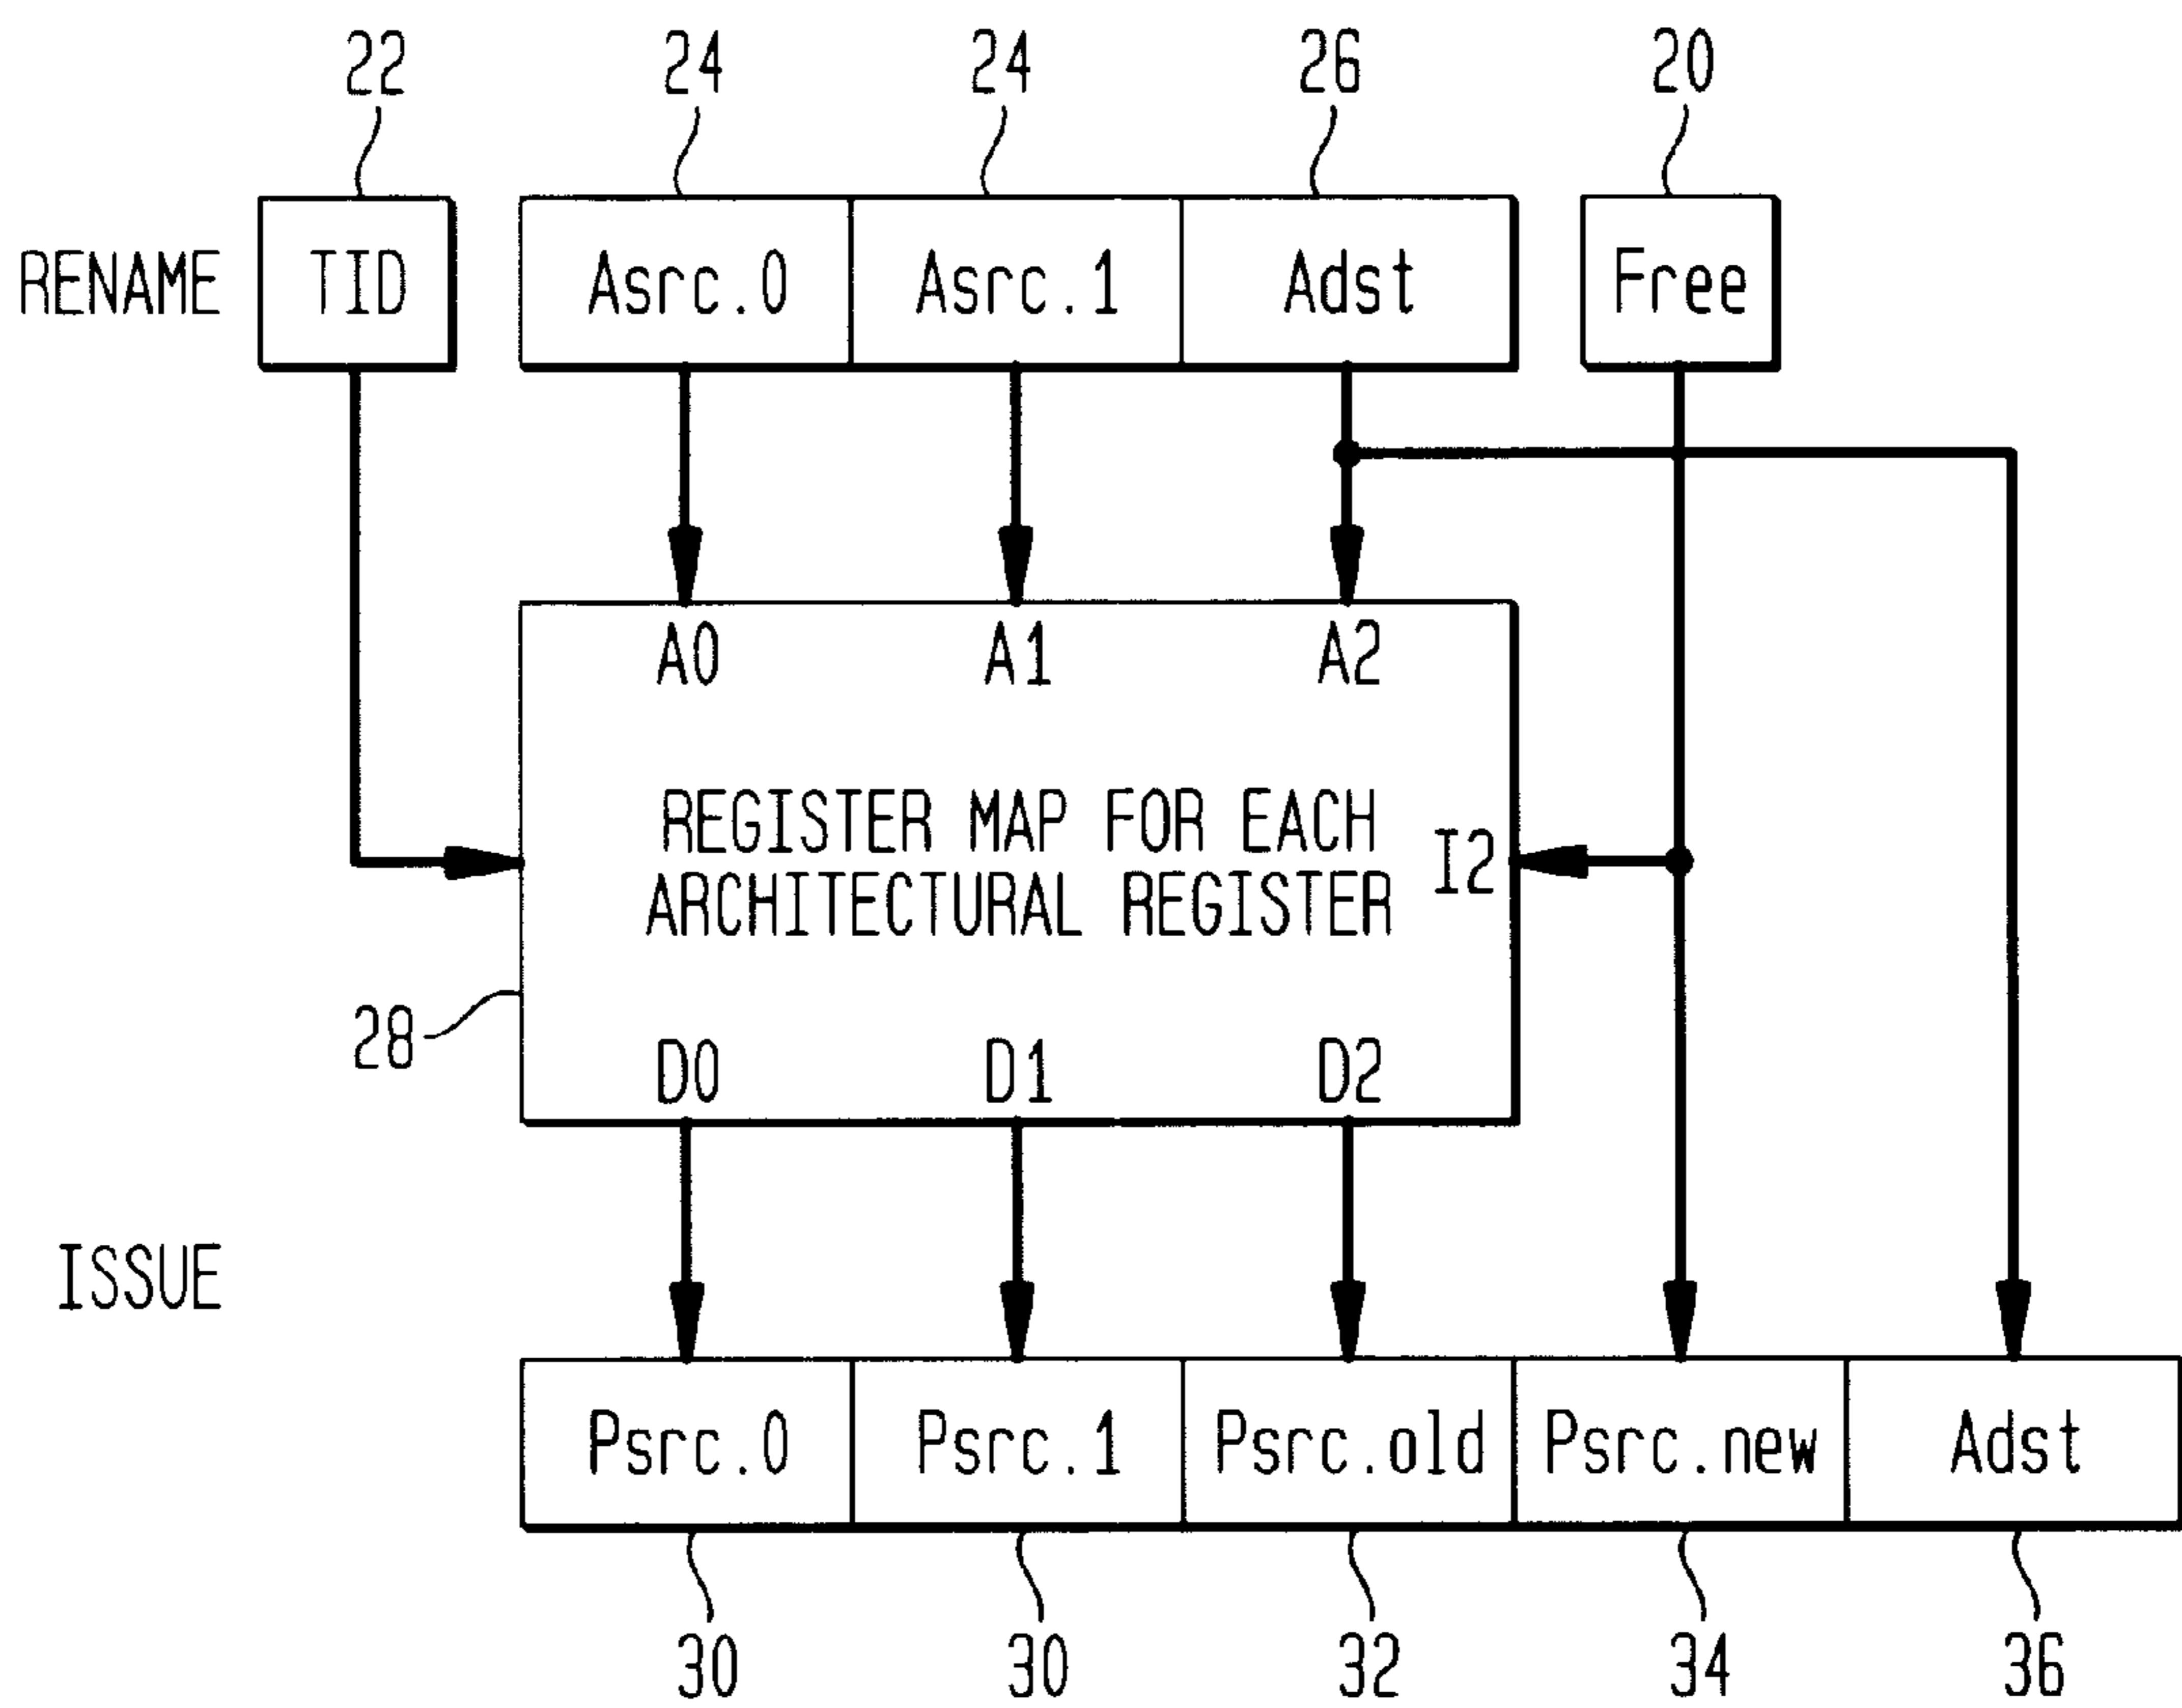 22 24 24 26 20
RENAME TID Asrc.0 Asrc.1 Adst Free
A0 A1 A2
REGISTER MAP FOR EACH
ARCHITECTURAL REGISTER
I2
28
D0 D1 D2
ISSUE
Psrc.0 Psrc.1 Psrc.old Psrc.new Adst
30 30 32 34 36